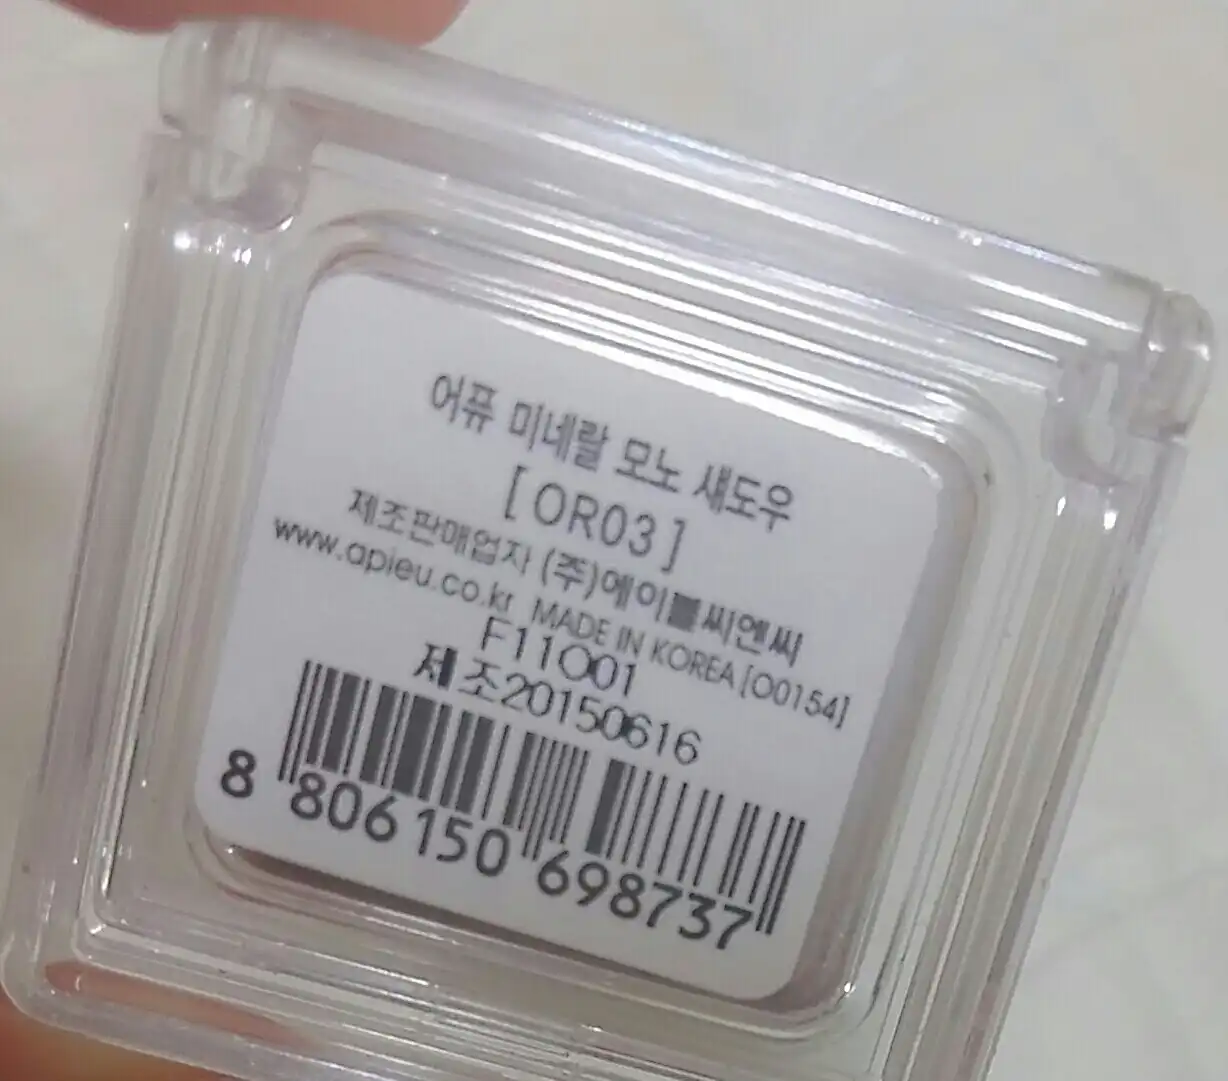 어퓨 미네랄 모노 섀도우
[ OR03 ]
제조판매업자 (주)에이블씨엔씨
www.apieu.co.kr MADE IN KOREA [O0154]
F11O01
제조20150616
8 806150 698737